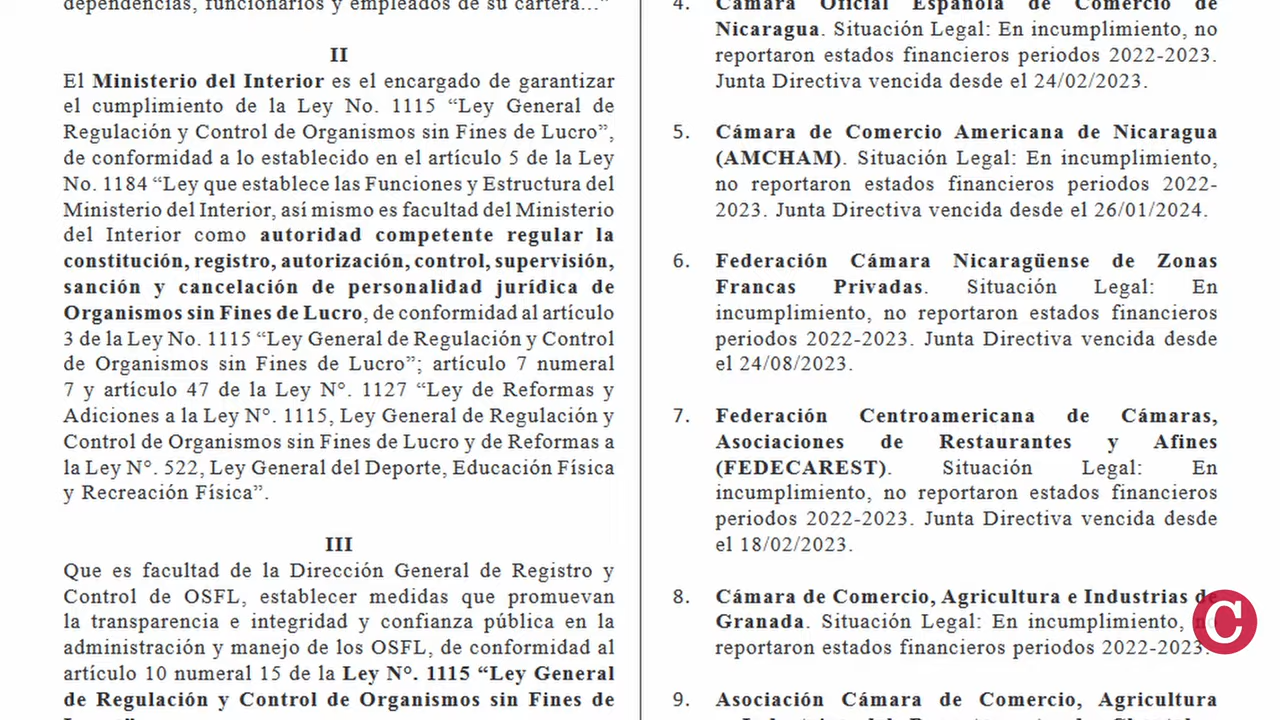 dependencias, funcionarios y empleados de su cartera…”
II
El Ministerio del Interior es el encargado de garantizar
el cumplimiento de la Ley No. 1115 “Ley General de
Regulación y Control de Organismos sin Fines de Lucro”,
de conformidad a lo establecido en el artículo 5 de la Ley
No. 1184 “Ley que establece las Funciones y Estructura del
Ministerio del Interior, así mismo es facultad del Ministerio
del Interior como autoridad competente regular la
constitución, registro, autorización, control, supervisión,
sanción y cancelación de personalidad jurídica de
Organismos sin Fines de Lucro, de conformidad al artículo
3 de la Ley No. 1115 “Ley General de Regulación y Control
de Organismos sin Fines de Lucro”; artículo 7 numeral
7 y artículo 47 de la Ley N°. 1127 “Ley de Reformas y
Adiciones a la Ley N°. 1115, Ley General de Regulación y
Control de Organismos sin Fines de Lucro y de Reformas a
la Ley N°. 522, Ley General del Deporte, Educación Física
y Recreación Física”.
III
Que es facultad de la Dirección General de Registro y
Control de OSFL, establecer medidas que promuevan
la transparencia e integridad y confianza pública en la
administración y manejo de los OSFL, de conformidad al
artículo 10 numeral 15 de la Ley N°. 1115 “Ley General
de Regulación y Control de Organismos sin Fines de
4. Cámara Oficial Española de Comercio de
Nicaragua. Situación Legal: En incumplimiento, no
reportaron estados financieros periodos 2022-2023.
Junta Directiva vencida desde el 24/02/2023.
5. Cámara de Comercio Americana de Nicaragua
(AMCHAM). Situación Legal: En incumplimiento,
no reportaron estados financieros periodos 2022-
2023. Junta Directiva vencida desde el 26/01/2024.
6. Federación Cámara Nicaragüense de Zonas
Francas Privadas. Situación Legal: En
incumplimiento, no reportaron estados financieros
periodos 2022-2023. Junta Directiva vencida desde
el 24/08/2023.
7. Federación Centroamericana de Cámaras,
Asociaciones de Restaurantes y Afines
(FEDECAREST). Situación Legal: En
incumplimiento, no reportaron estados financieros
periodos 2022-2023. Junta Directiva vencida desde
el 18/02/2023.
8. Cámara de Comercio, Agricultura e Industrias de
Granada. Situación Legal: En incumplimiento, no
reportaron estados financieros periodos 2022-2023.
9. Asociación Cámara de Comercio, Agricultura
C